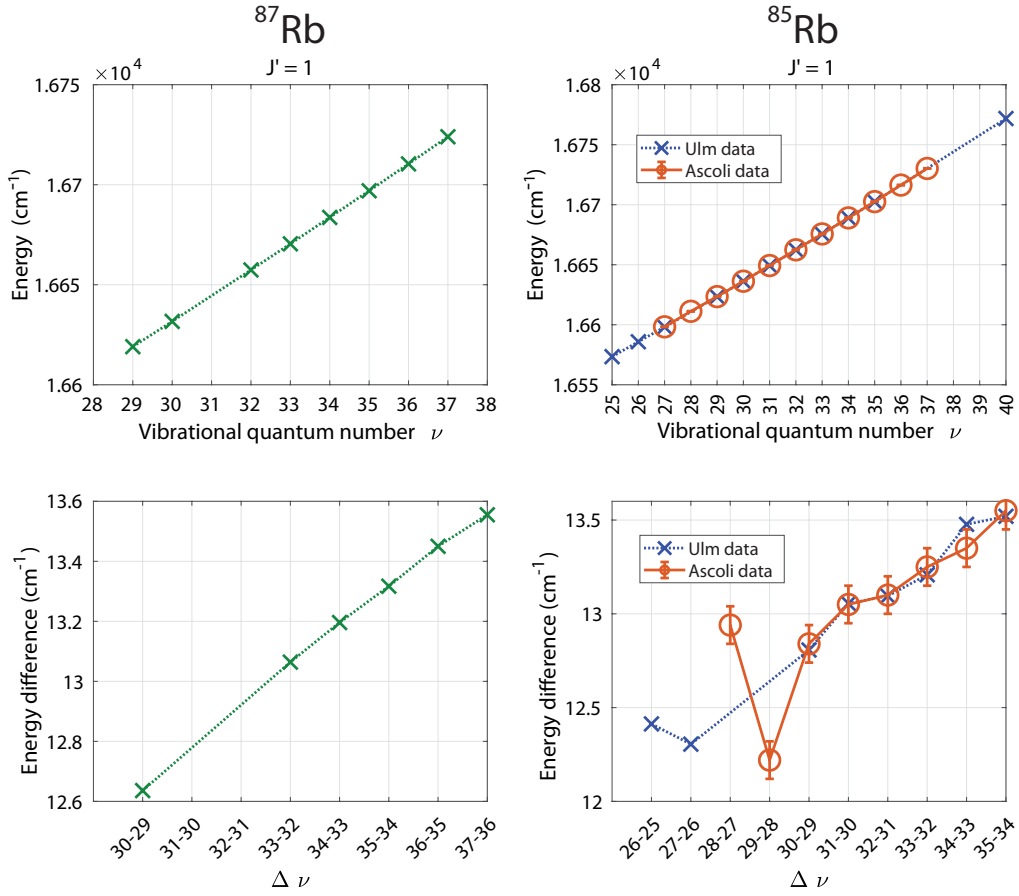 ⁸⁷Rb
J' = 1
×10⁴
1.675
1.67
1.665
1.66
Energy (cm⁻¹)
28 29 30 31 32 33 34 35 36 37 38
Vibrational quantum number ν
⁸⁵Rb
J' = 1
×10⁴
1.68
1.675
1.67
1.665
1.66
1.655
Energy (cm⁻¹)
Ulm data
Ascoli data
25 26 27 28 29 30 31 32 33 34 35 36 37 40
Vibrational quantum number ν
13.6
13.4
13.2
13
12.8
12.6
Energy difference (cm⁻¹)
30-29 31-30 32-31 33-32 34-33 35-34 36-35 37-36
Δ ν
13.5
13
12.5
12
Energy difference (cm⁻¹)
Ulm data
Ascoli data
26-25 27-26 28-27 29-28 30-29 31-30 32-31 33-32 34-33 35-34
Δ ν